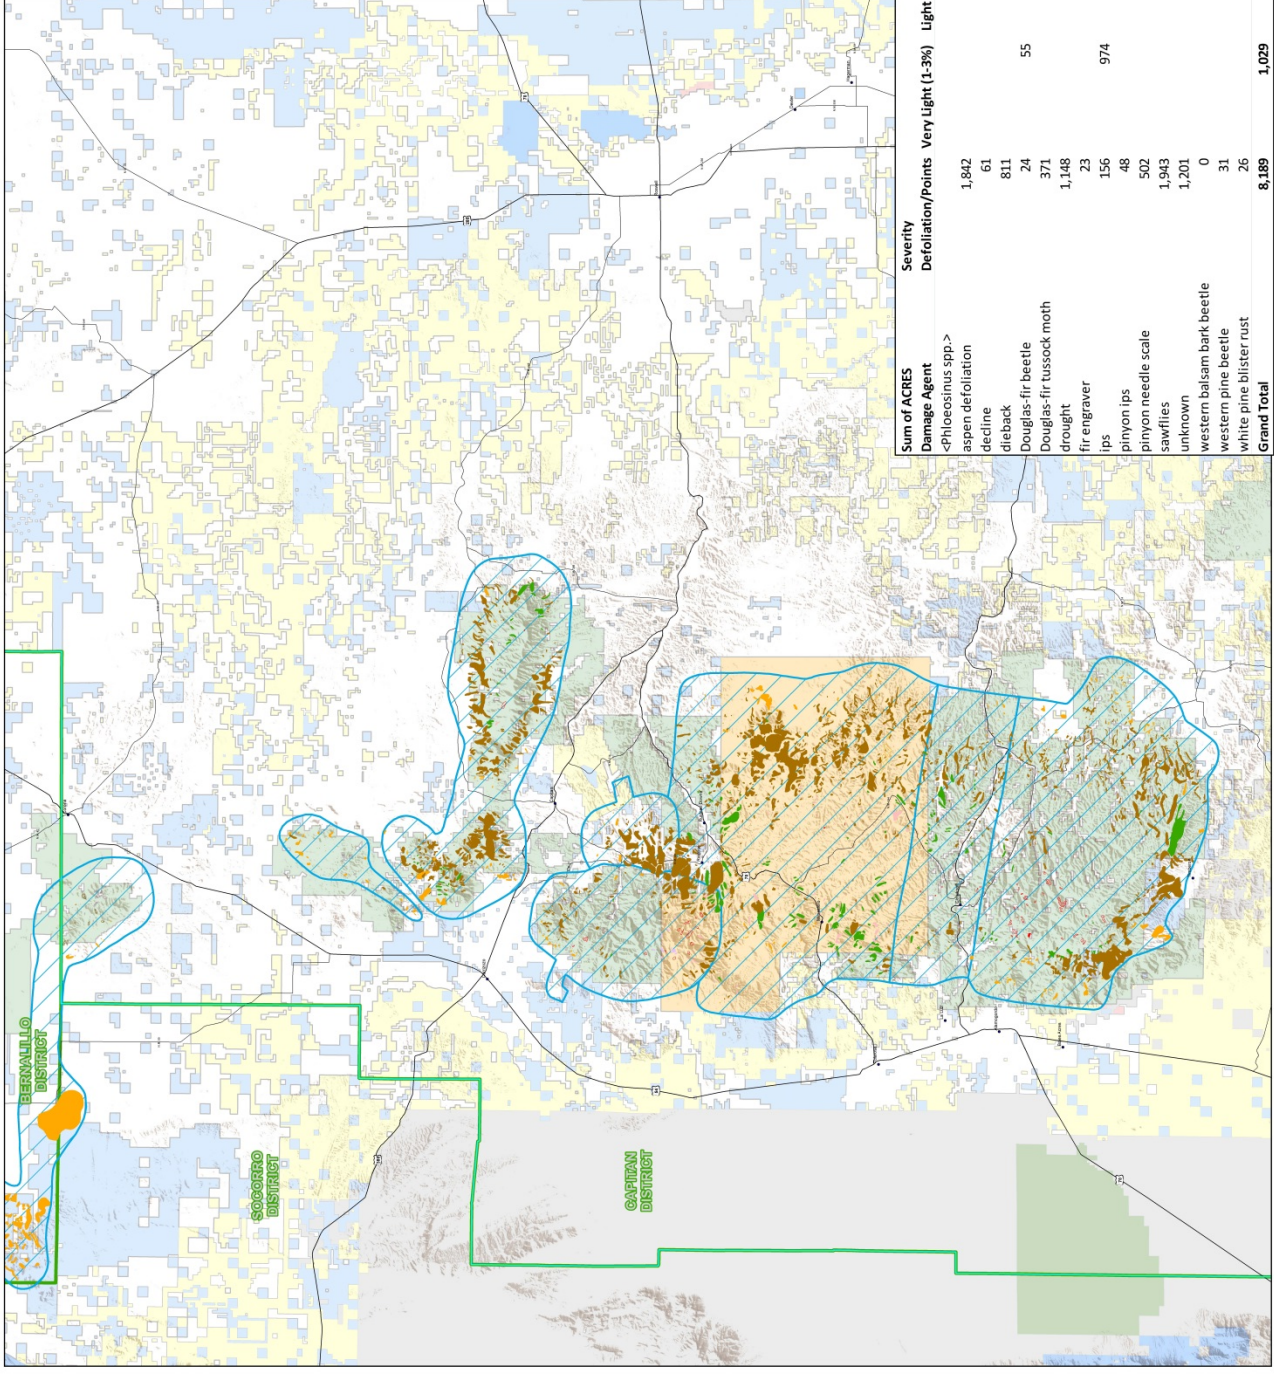 BERNALILLO
DISTRICT
SOCORRO
DISTRICT
CAPITAN
DISTRICT
Sum of ACRES Severity
Damage Agent Defoliation/Points Very Light (1-3%) Light
<Phloeosinus spp.>
aspen defoliation 1,842
decline 61
dieback 811
Douglas-fir beetle 24 55
Douglas-fir tussock moth 371
drought 1,148
fir engraver 23
ips 156 974
pinyon ips 48
pinyon needle scale 502
sawflies 1,943
unknown 1,201
western balsam bark beetle 0
western pine beetle 31
white pine blister rust 26
Grand Total 8,189 1,029